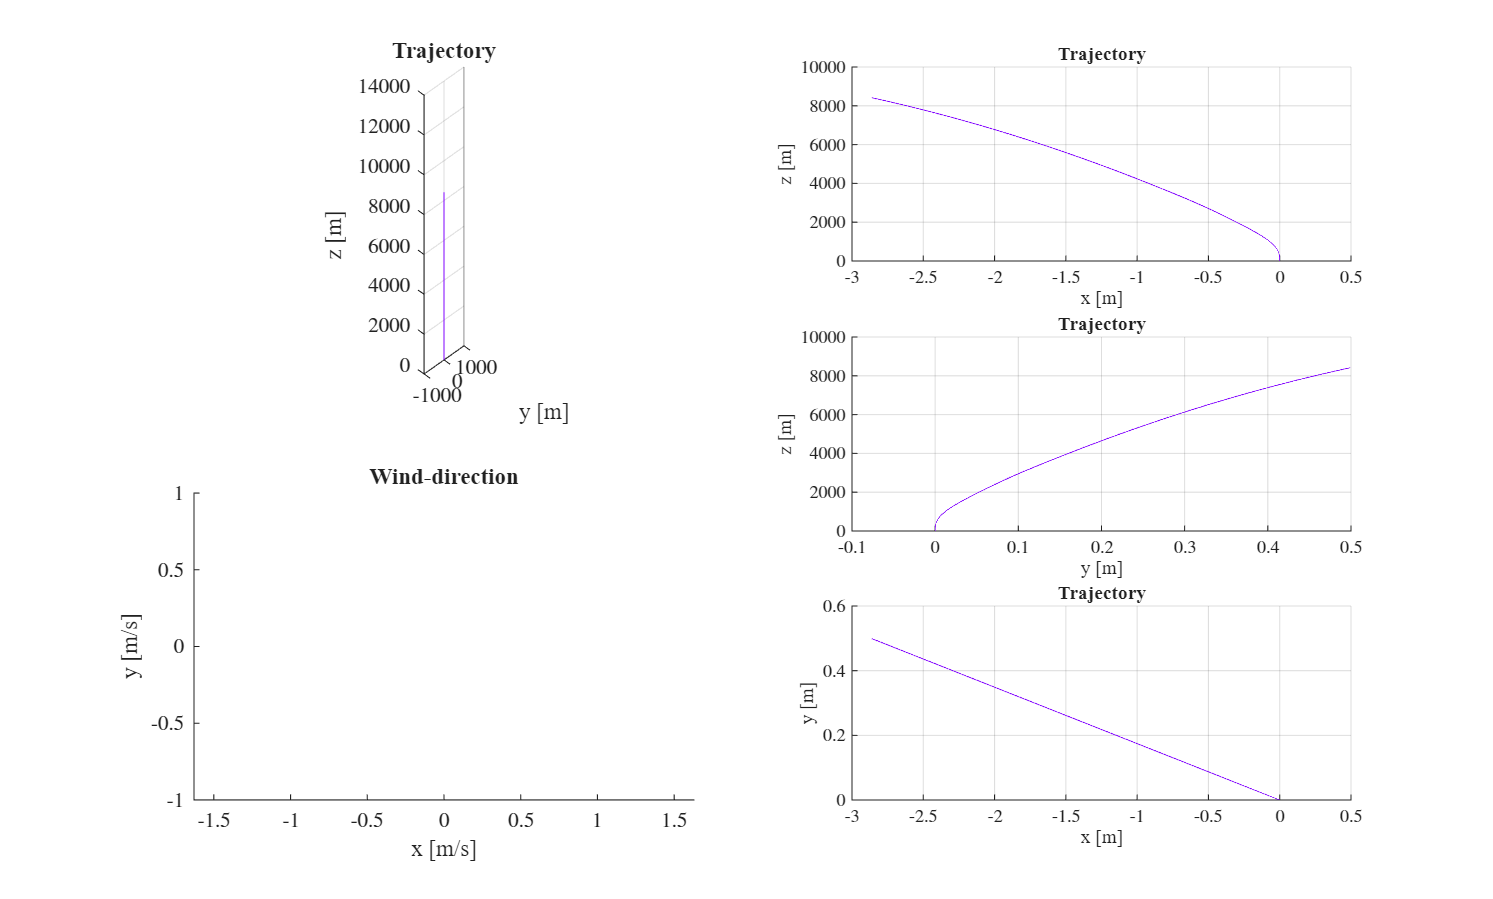 Trajectory
14000
12000
10000
8000
6000
4000
2000
0
z [m]
1000
0
-1000
y [m]
Wind-direction
1
0.5
0
-0.5
-1
y [m/s]
-1.5 -1 -0.5 0 0.5 1 1.5
x [m/s]
Trajectory
10000
8000
6000
4000
2000
0
z [m]
-3 -2.5 -2 -1.5 -1 -0.5 0 0.5
x [m]
Trajectory
10000
8000
6000
4000
2000
0
z [m]
-0.1 0 0.1 0.2 0.3 0.4 0.5
y [m]
Trajectory
0.6
0.4
0.2
0
y [m]
-3 -2.5 -2 -1.5 -1 -0.5 0 0.5
x [m]